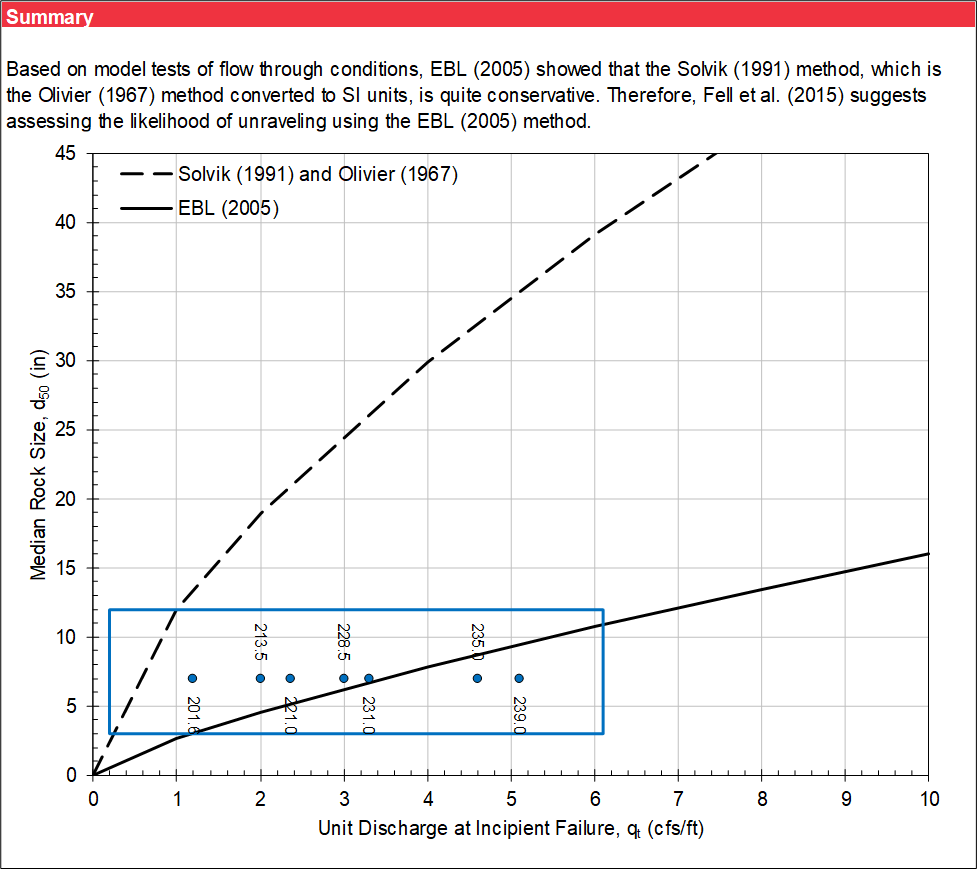 Summary
Based on model tests of flow through conditions, EBL (2005) showed that the Solvik (1991) method, which is
the Olivier (1967) method converted to SI units, is quite conservative. Therefore, Fell et al. (2015) suggests
assessing the likelihood of unraveling using the EBL (2005) method.
45
40
35
30
25
20
15
10
5
0
Median Rock Size, d50 (in)
Solvik (1991) and Olivier (1967)
EBL (2005)
213.5
228.5
235.0
201.6
221.0
231.0
239.0
0 1 2 3 4 5 6 7 8 9 10
Unit Discharge at Incipient Failure, qt (cfs/ft)